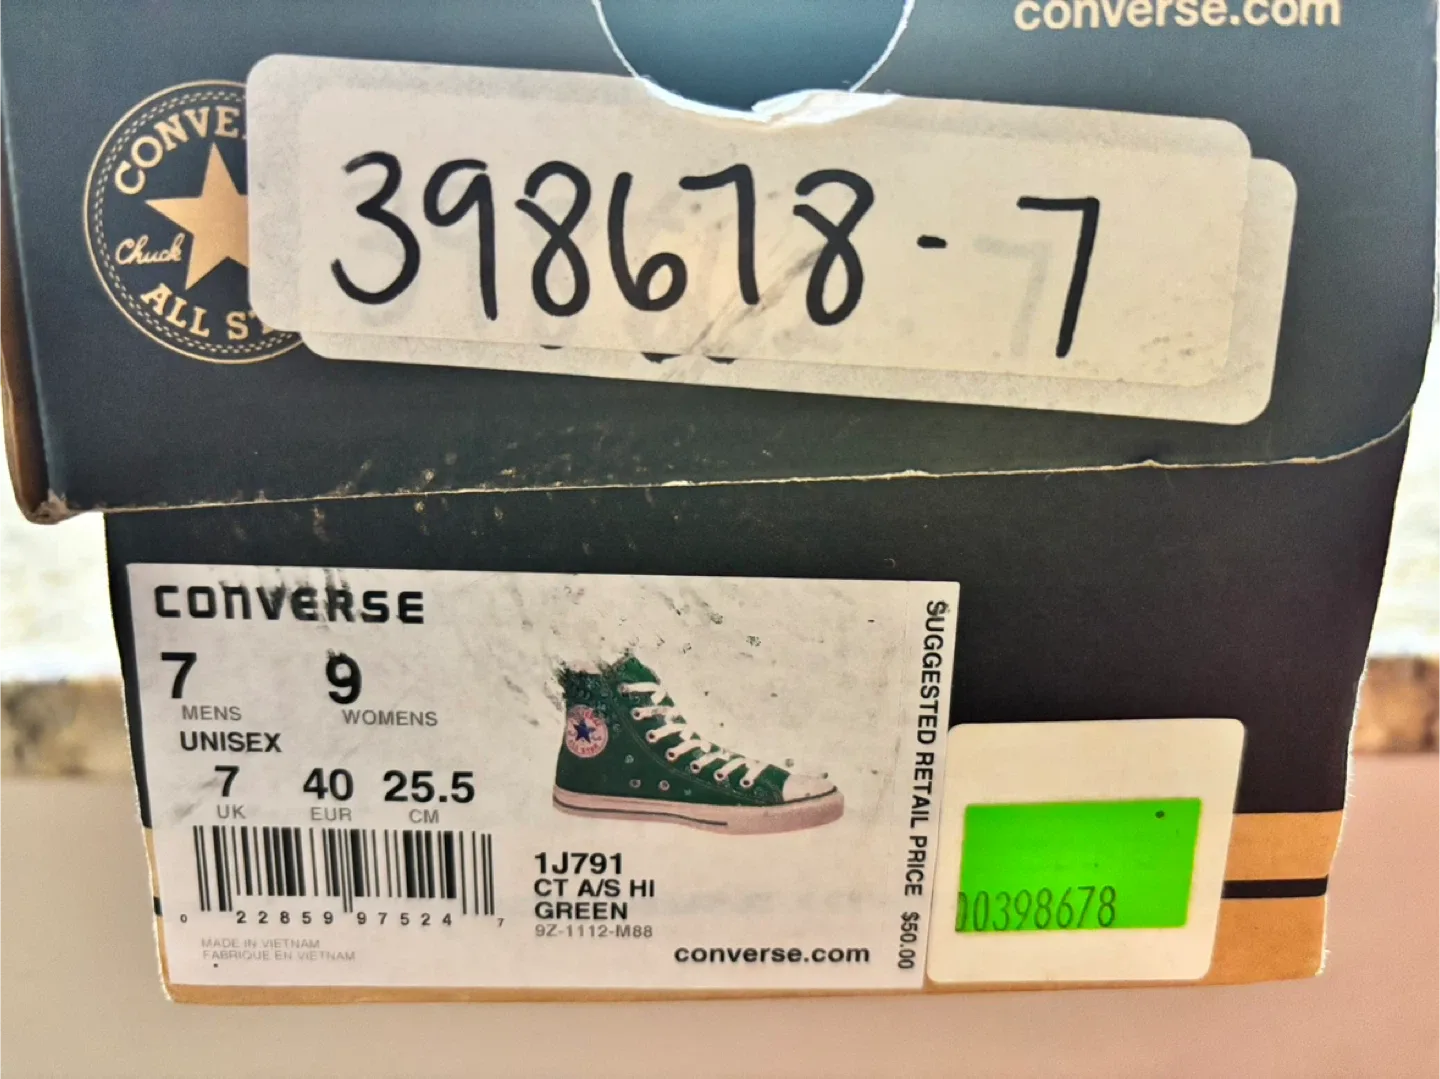 converse.com
CONVE
Chuck
ALL ST
398678-7
CONVERSE
7 9
MENS WOMENS
UNISEX
7 40 25.5
UK EUR CM
0 22859 97524 7
MADE IN VIETNAM
FABRIQUE EN VIETNAM
1J791
CT A/S HI
GREEN
9Z-1112-M88
converse.com
SUGGESTED RETAIL PRICE $50.00
00398678